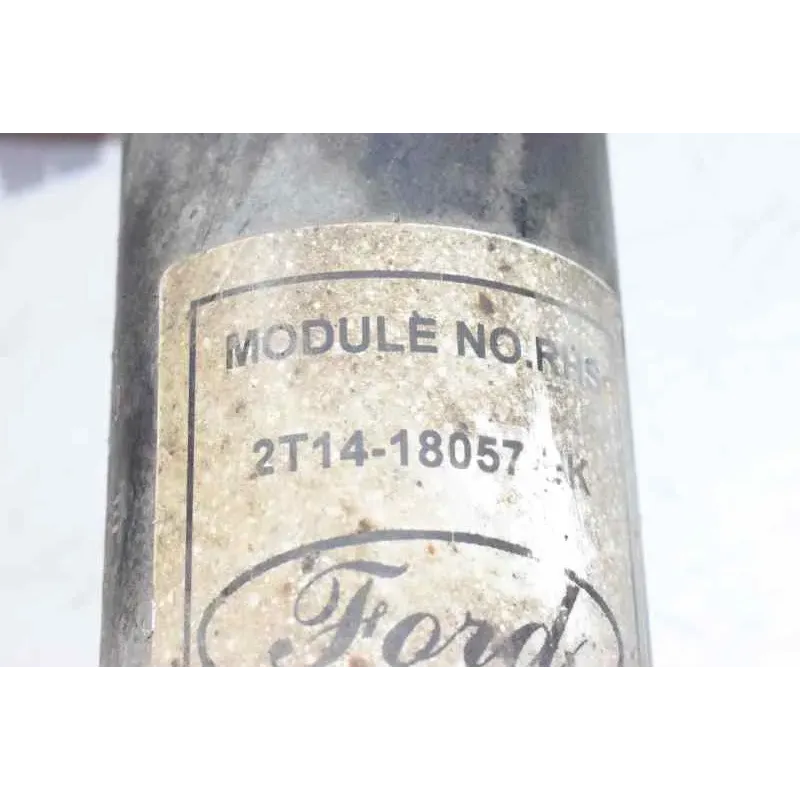 MODULE NO.RHS-
2T14-18057
Ford